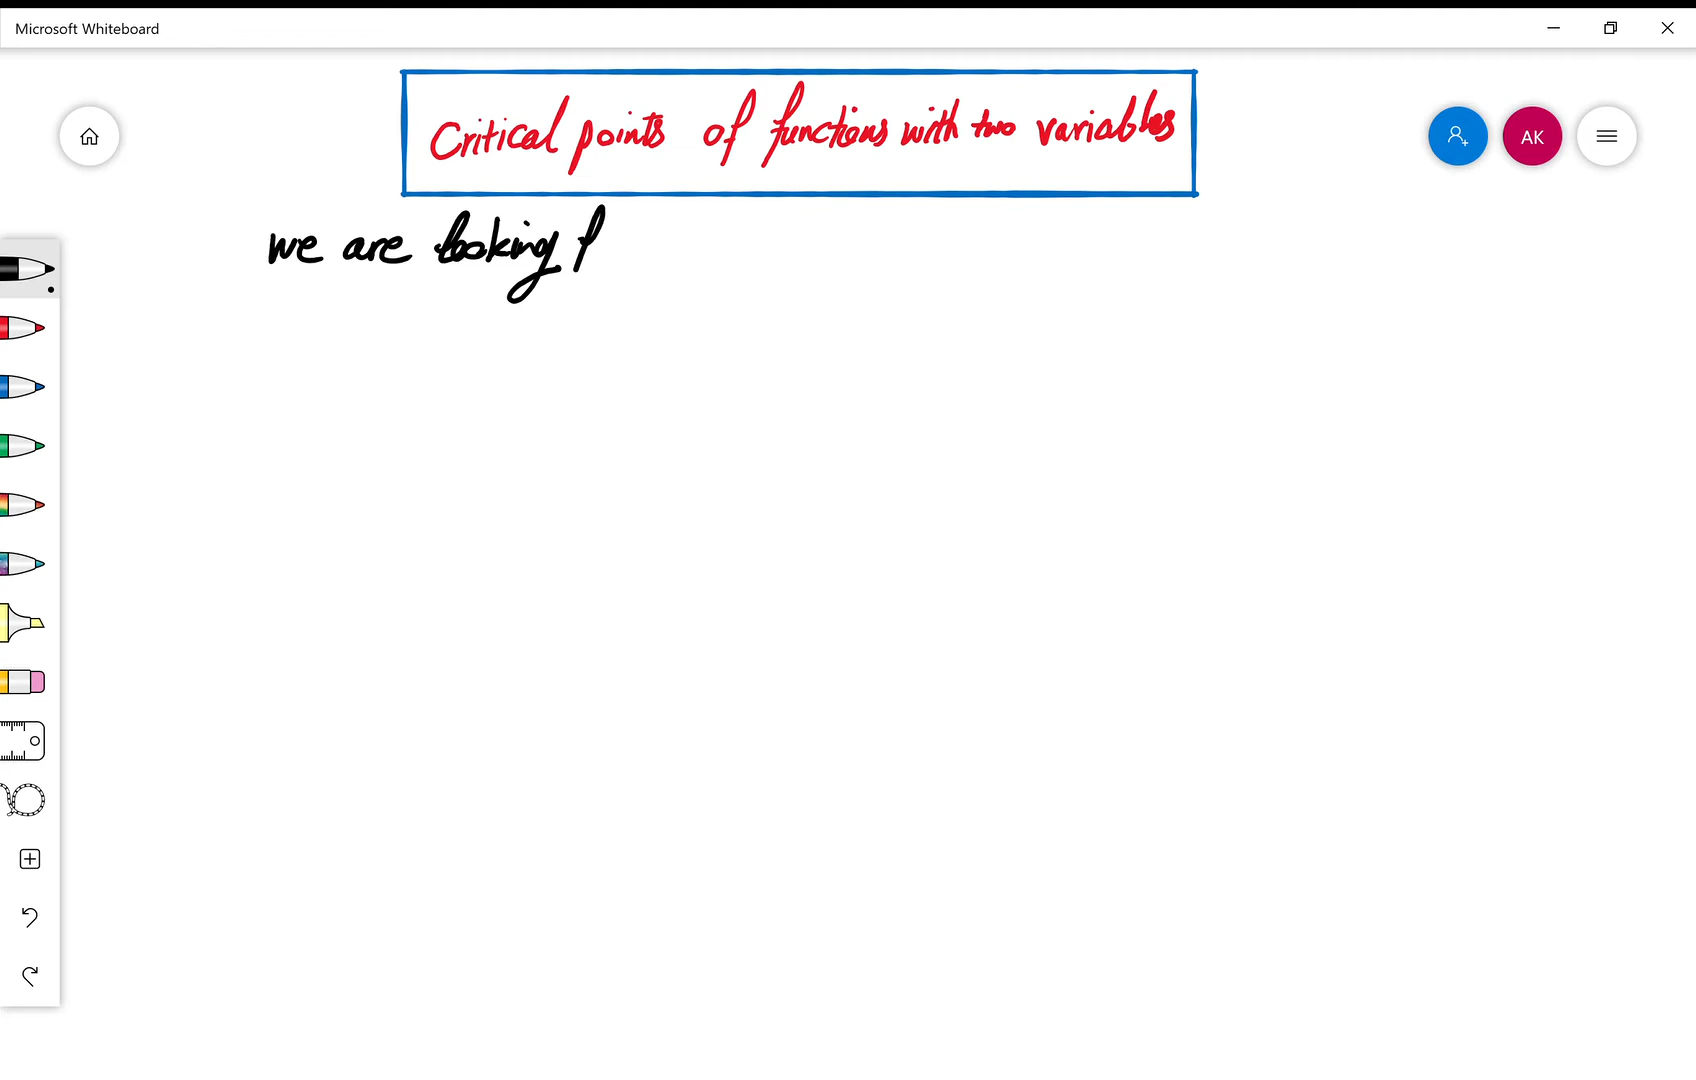 Microsoft Whiteboard
Critical points of functions with two variables
AK
we are looking f